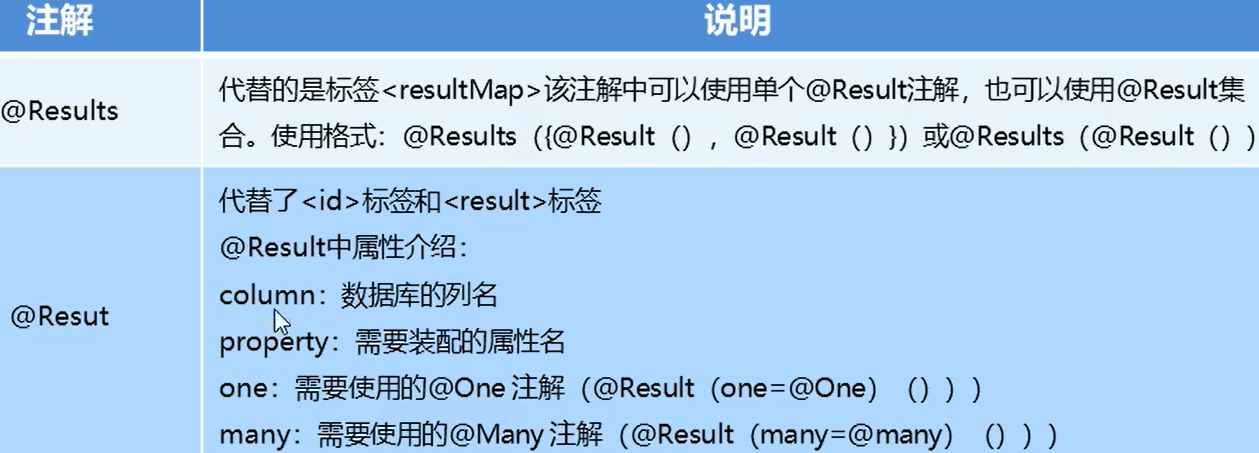 注解 说明
@Results
代替的是标签<resultMap>该注解中可以使用单个@Result注解，也可以使用@Result集
合。使用格式：@Results（{@Result（），@Result（）}）或@Results（@Result（））
@Resut
代替了<id>标签和<result>标签
@Result中属性介绍：
column：数据库的列名
property：需要装配的属性名
one：需要使用的@One 注解（@Result（one=@One）（）））
many：需要使用的@Many 注解（@Result（many=@many）（）））